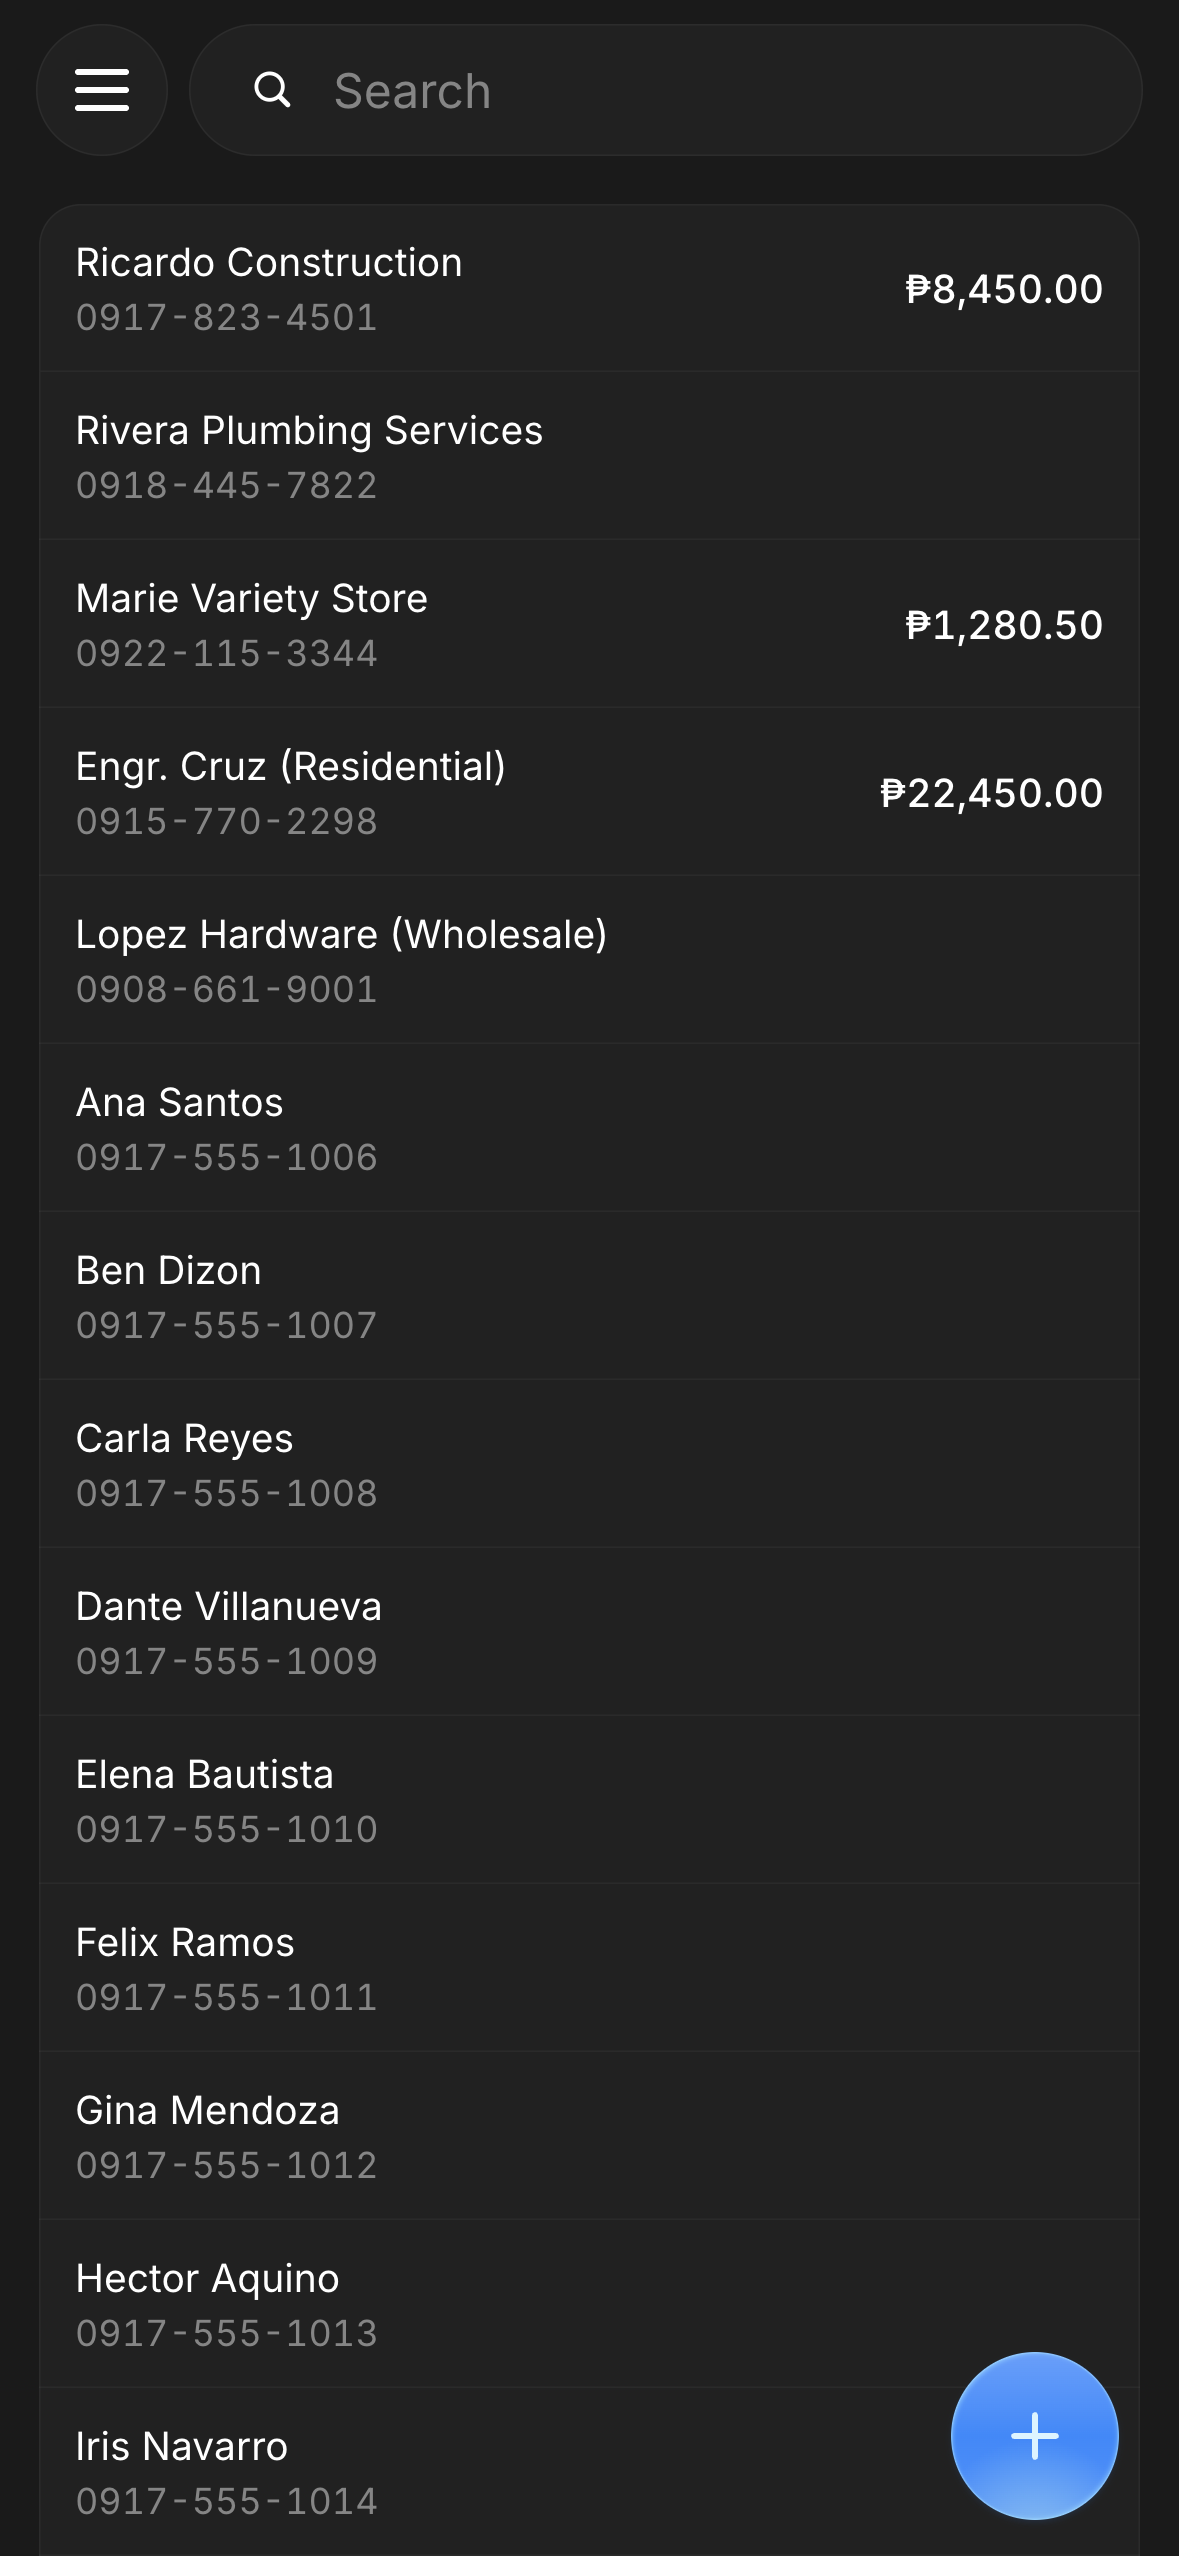 Search
Ricardo Construction
0917-823-4501
₱8,450.00
Rivera Plumbing Services
0918-445-7822
Marie Variety Store
0922-115-3344
₱1,280.50
Engr. Cruz (Residential)
0915-770-2298
₱22,450.00
Lopez Hardware (Wholesale)
0908-661-9001
Ana Santos
0917-555-1006
Ben Dizon
0917-555-1007
Carla Reyes
0917-555-1008
Dante Villanueva
0917-555-1009
Elena Bautista
0917-555-1010
Felix Ramos
0917-555-1011
Gina Mendoza
0917-555-1012
Hector Aquino
0917-555-1013
Iris Navarro
0917-555-1014